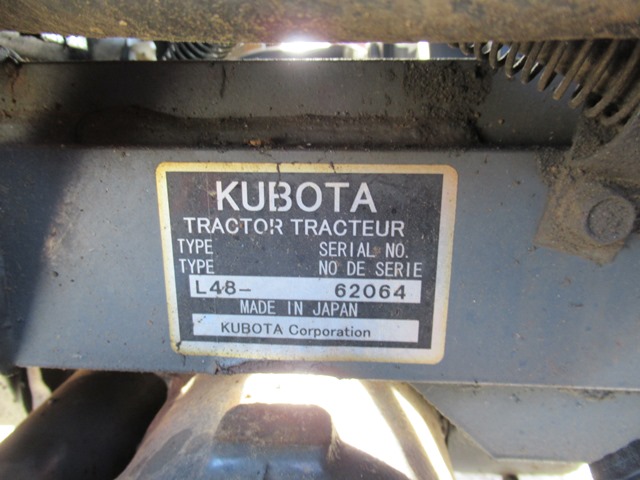 KUBOTA
TRACTOR TRACTEUR
TYPE SERIAL NO.
TYPE NO DE SERIE
L48- 62064
MADE IN JAPAN
KUBOTA Corporation